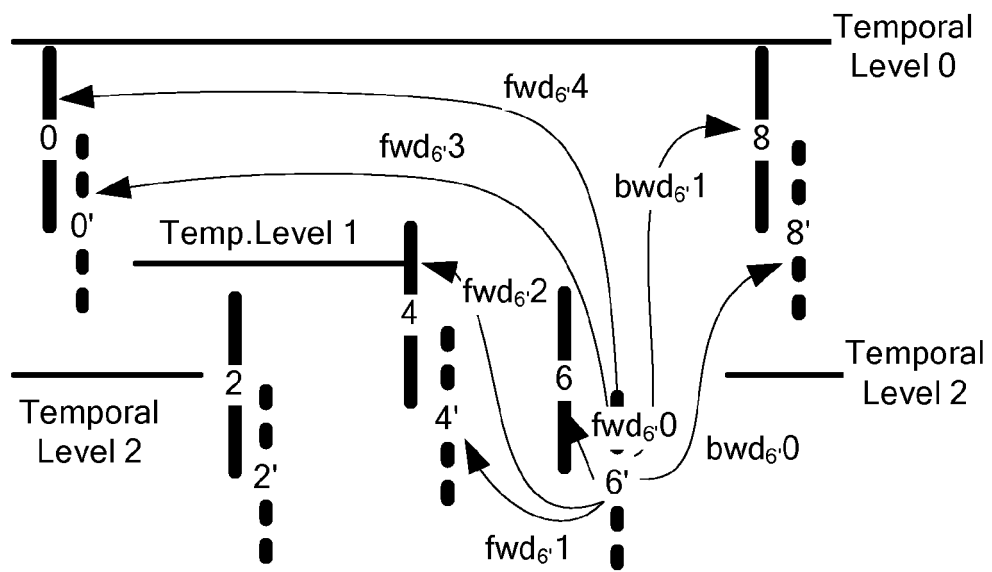 Temporal
Level 0
fwd6'4
0
8
fwd6'3
bwd6'1
0'
Temp.Level 1
8'
fwd6'2
4
Temporal
Level 2
2
6
Temporal
Level 2
4'
fwd6'0
bwd6'0
2'
6'
fwd6'1